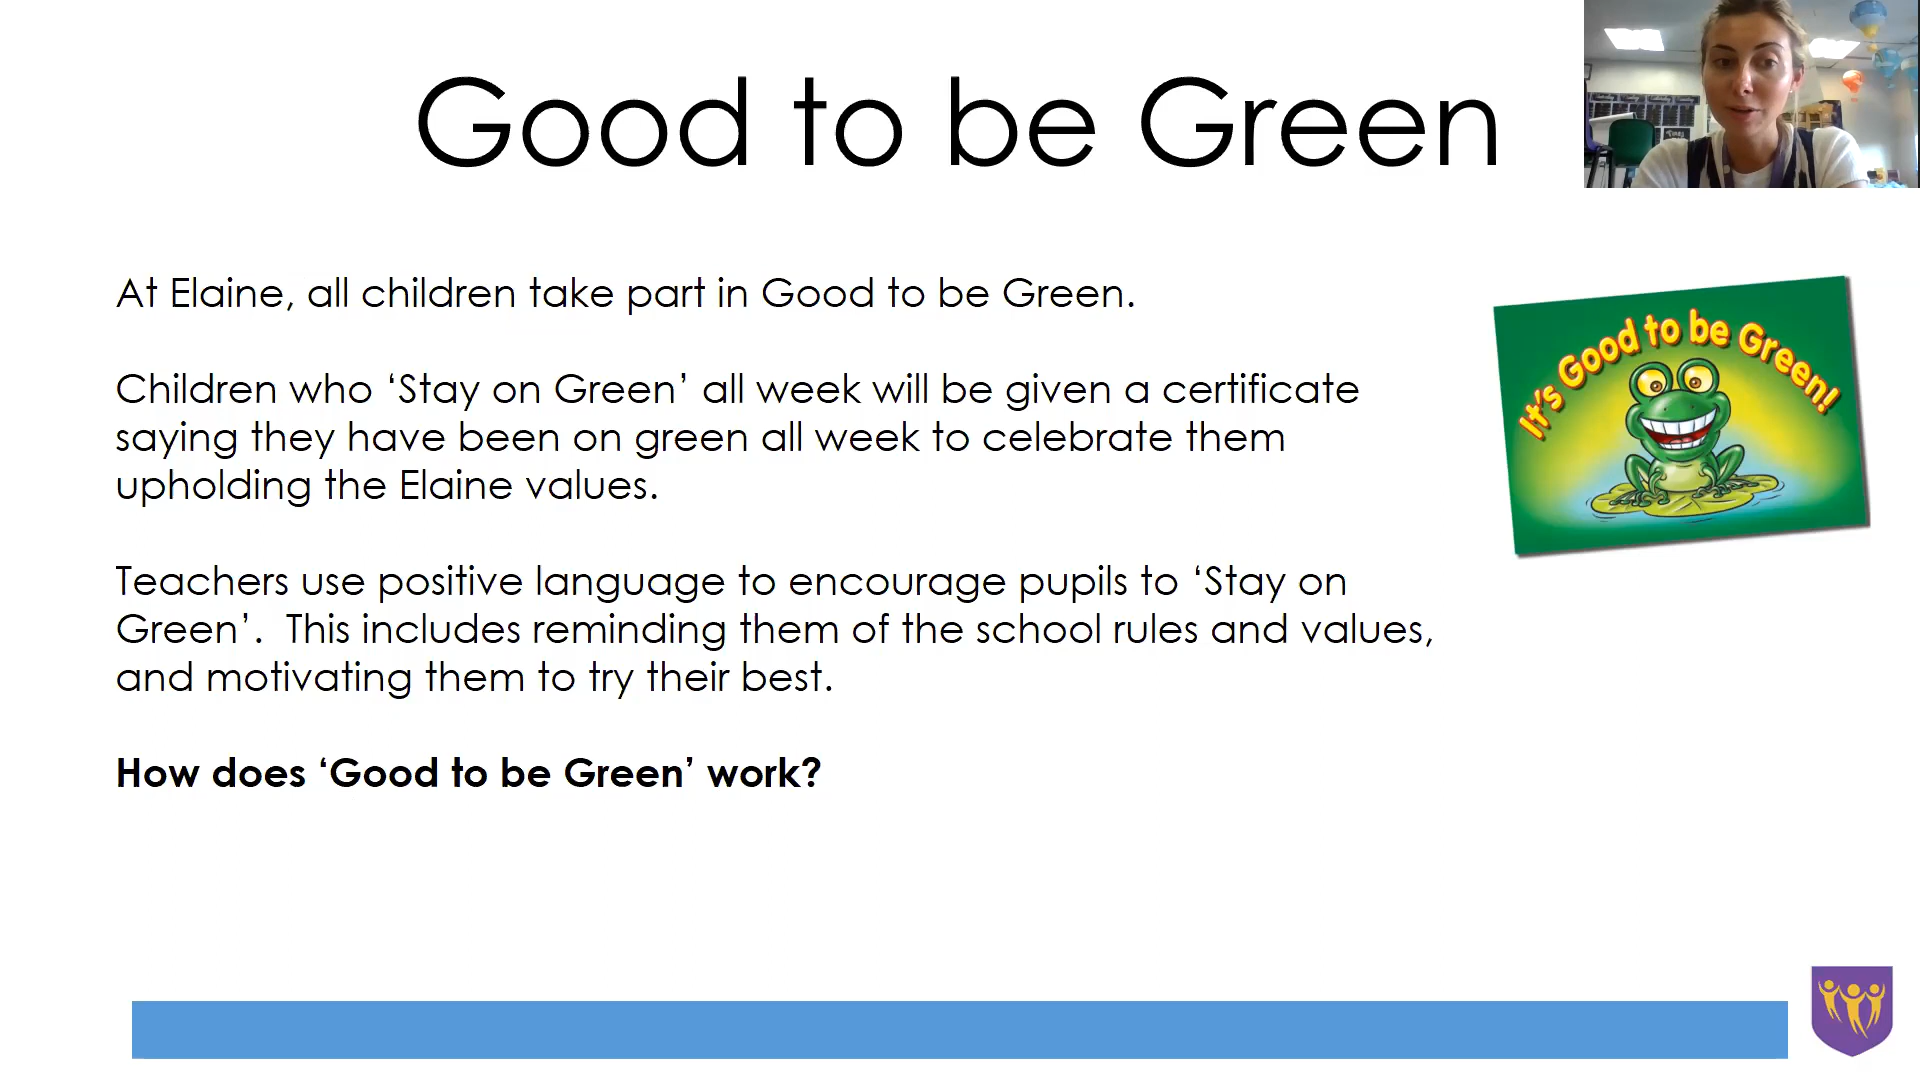 Good to be Green
At Elaine, all children take part in Good to be Green.
Children who ‘Stay on Green’ all week will be given a certificate
saying they have been on green all week to celebrate them
upholding the Elaine values.
Teachers use positive language to encourage pupils to ‘Stay on
Green’.  This includes reminding them of the school rules and values,
and motivating them to try their best.
How does ‘Good to be Green’ work?
It's Good to be Green!